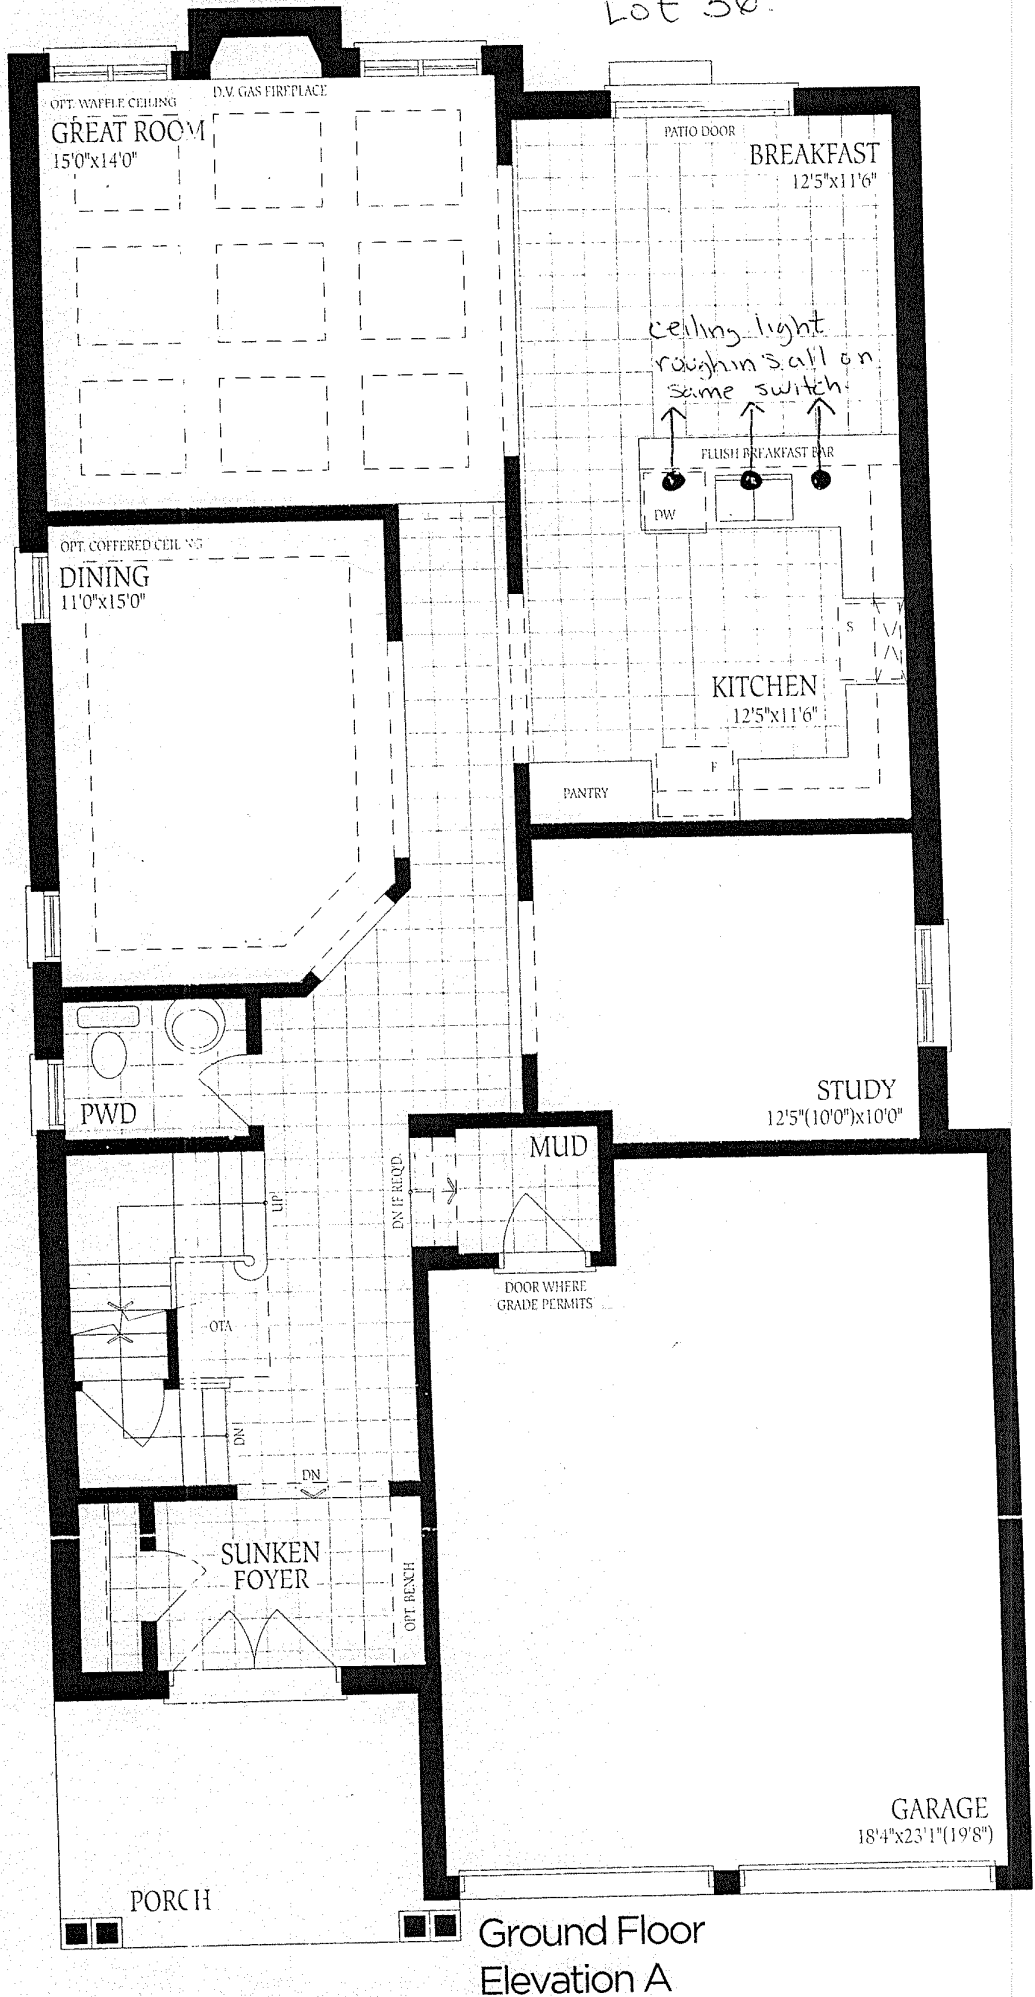 Lot 50.
OPT. WAFFLE CEILING
D.V. GAS FIREPLACE
GREAT ROOM
15'0"x14'0"
PATIO DOOR
BREAKFAST
12'5"x11'6"
ceiling light
roughin's all on
same switch
FLUSH BREAKFAST BAR
DW
OPT. COFFERED CEILING
DINING
11'0"x15'0"
S
KITCHEN
12'5"x11'6"
F
PANTRY
STUDY
12'5"(10'0")x10'0"
PWD
MUD
DN IF REQ'D.
UP
DOOR WHERE
GRADE PERMITS
OTA
DN
DN
SUNKEN
FOYER
OPT. BENCH
GARAGE
18'4"x23'1"(19'8")
PORCH
Ground Floor
Elevation A